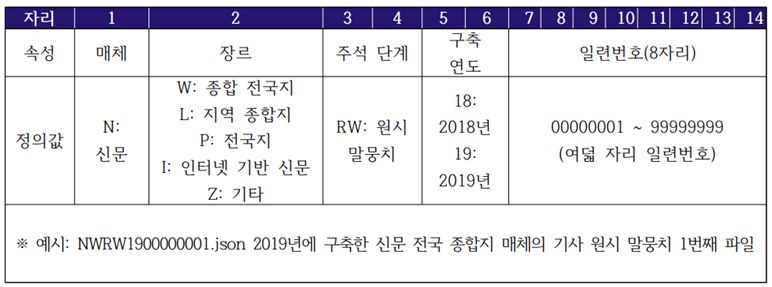 자리 1 2 3 4 5 6 7 8 9 10 11 12 13 14
속성 매체 장르 주석 단계 구축 연도 일련번호(8자리)
정의값
N:
신문
W: 종합 전국지
L: 지역 종합지
P: 전국지
I: 인터넷 기반 신문
Z: 기타
RW: 원시
말뭉치
18:
2018년
19:
2019년
00000001 ~ 99999999
(여덟 자리 일련번호)
※ 예시: NWRW1900000001.json 2019년에 구축한 신문 전국 종합지 매체의 기사 원시 말뭉치 1번째 파일